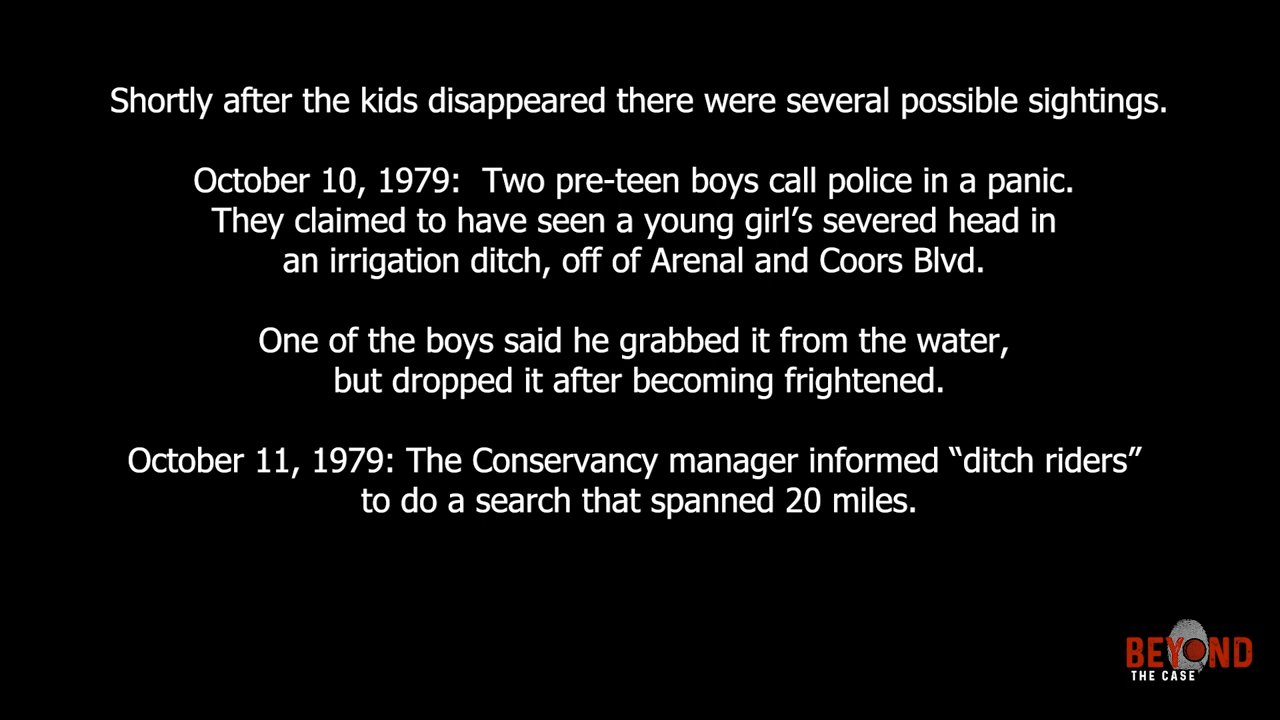 Shortly after the kids disappeared there were several possible sightings.
October 10, 1979:  Two pre-teen boys call police in a panic.
They claimed to have seen a young girl’s severed head in
an irrigation ditch, off of Arenal and Coors Blvd.
One of the boys said he grabbed it from the water,
but dropped it after becoming frightened.
October 11, 1979: The Conservancy manager informed “ditch riders”
to do a search that spanned 20 miles.
BEYOND
THE CASE